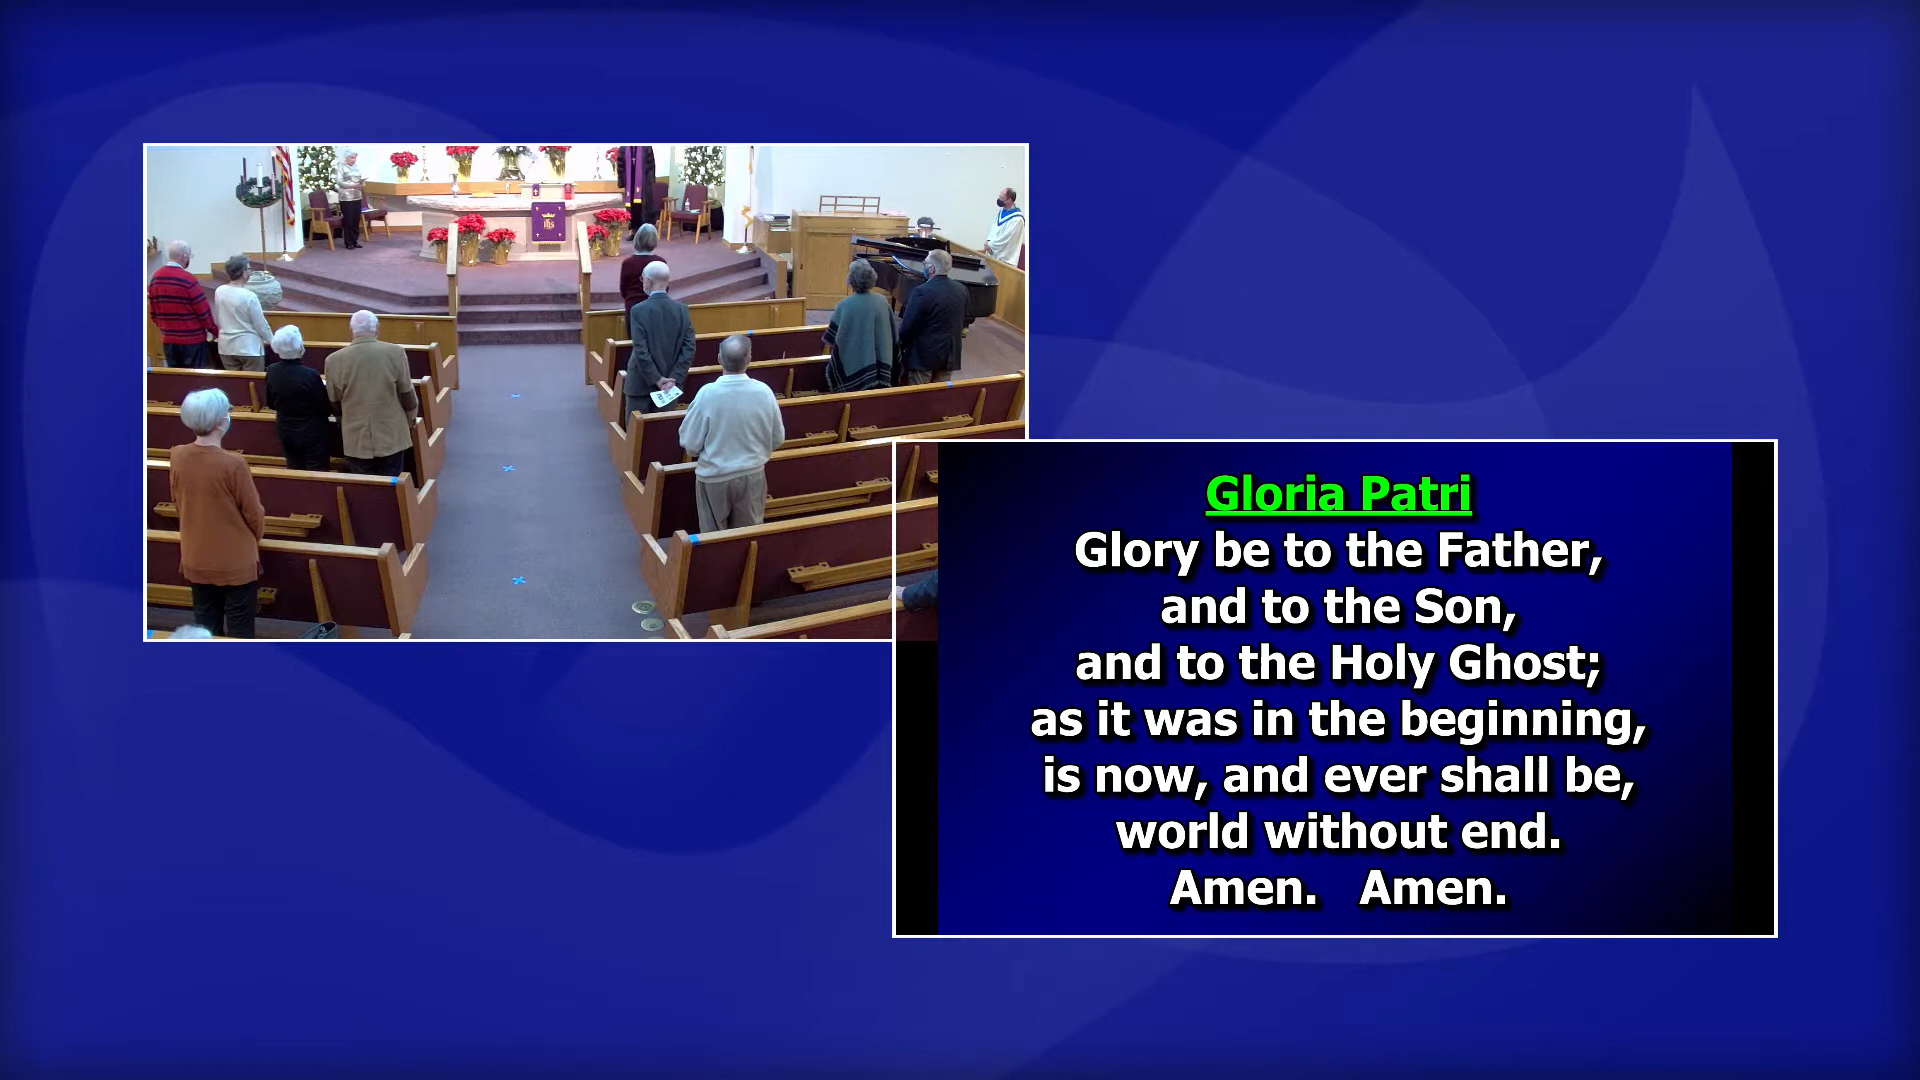 Gloria Patri
Glory be to the Father,
and to the Son,
and to the Holy Ghost;
as it was in the beginning,
is now, and ever shall be,
world without end.
Amen. Amen.